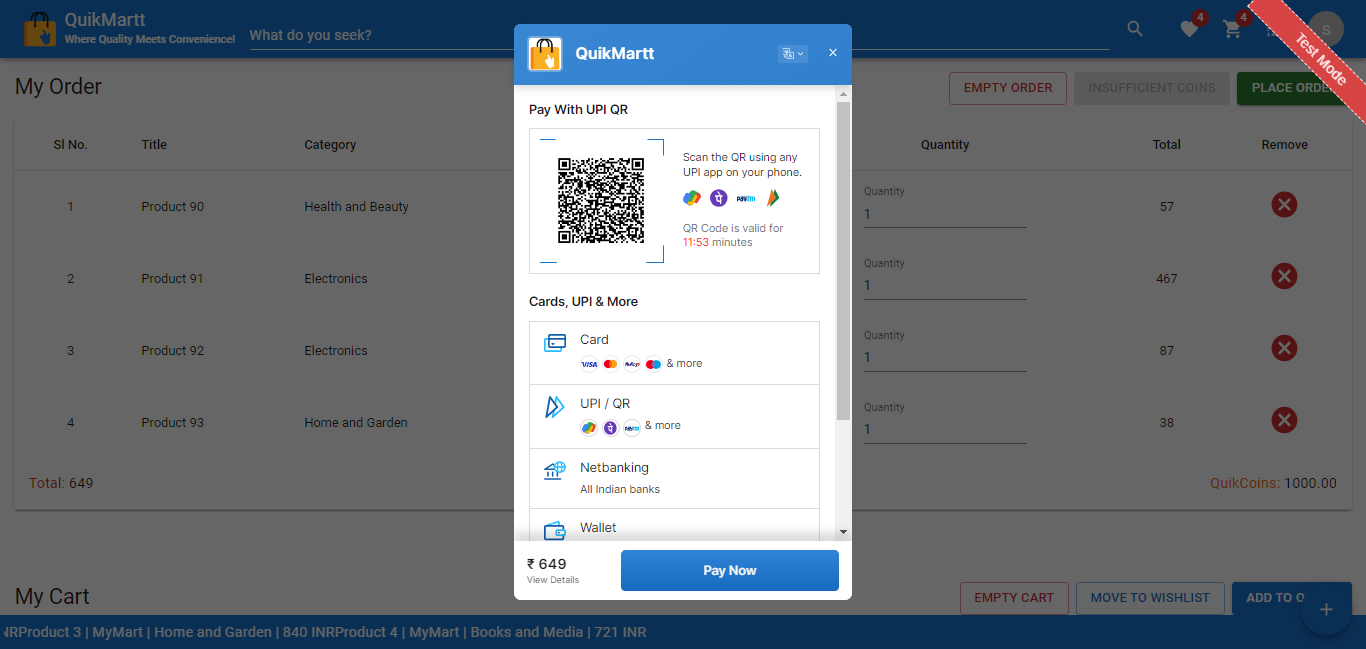 QuikMartt
Where Quality Meets Convenience!
What do you seek?
4
4
S
Test Mode
My Order
EMPTY ORDER
INSUFFICIENT COINS
PLACE ORDE
Sl No.
Title
Category
Quantity
Total
Remove
1
Product 90
Health and Beauty
Quantity
1
57
2
Product 91
Electronics
Quantity
1
467
3
Product 92
Electronics
Quantity
1
87
4
Product 93
Home and Garden
Quantity
1
38
Total: 649
QuikCoins: 1000.00
QuikMartt
Pay With UPI QR
Scan the QR using any
UPI app on your phone.
Paytm
QR Code is valid for
11:53 minutes
Cards, UPI & More
Card
VISA RuPay & more
UPI / QR
Paytm & more
Netbanking
All Indian banks
Wallet
₹ 649
View Details
Pay Now
My Cart
EMPTY CART
MOVE TO WISHLIST
ADD TO O
NRProduct 3 | MyMart | Home and Garden | 840 INRProduct 4 | MyMart | Books and Media | 721 INR